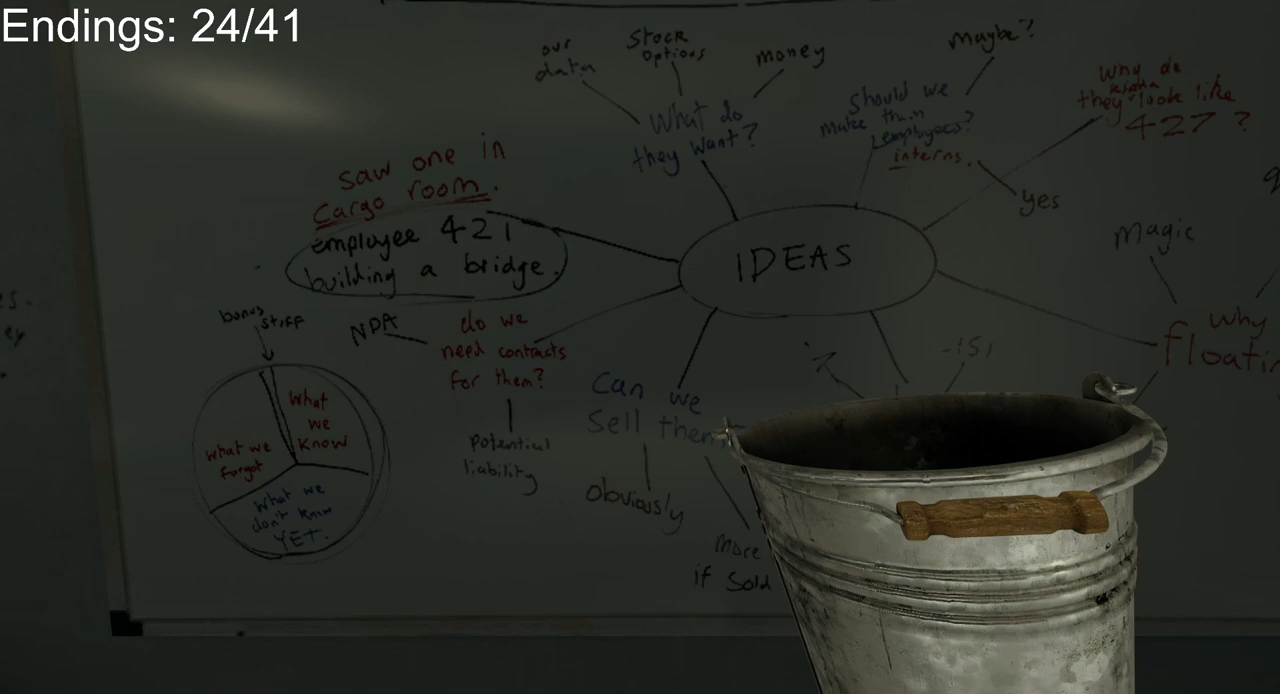 Endings: 24/41
our
data
Stock
options
money
What do
they want?
Maybe?
Should we
make them
employees?
interns.
yes
why do
kinda
they look like
427?
saw one in
Cargo room.
employee 421
building a bridge.
IDEAS
Magic
why
floatin
bonus
stuff
NDA
do we
need contracts
for them?
potential
liability
Can we
Sell them
Obviously
More
if Sold
What
we
know
what we
forgot
What we
don't know
YET.